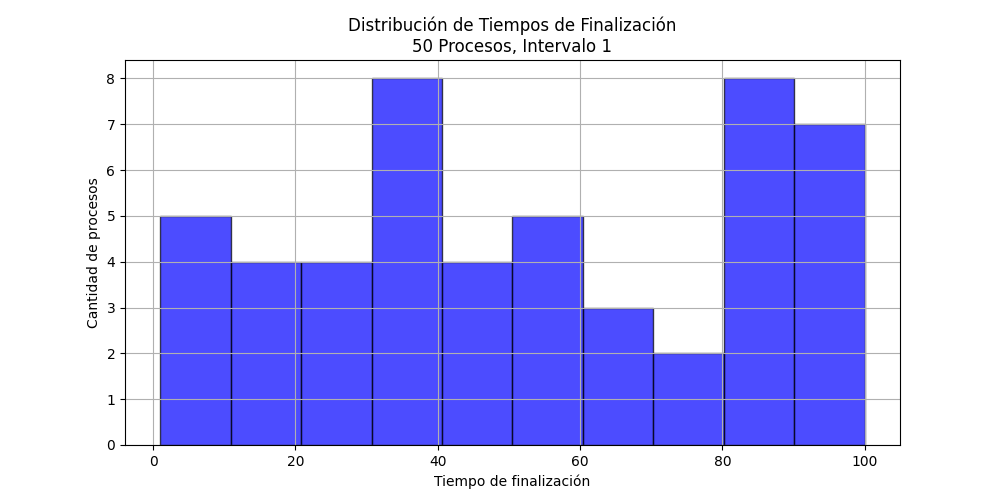 Distribución de Tiempos de Finalización
50 Procesos, Intervalo 1
Cantidad de procesos
8
7
6
5
4
3
2
1
0
0 20 40 60 80 100
Tiempo de finalización